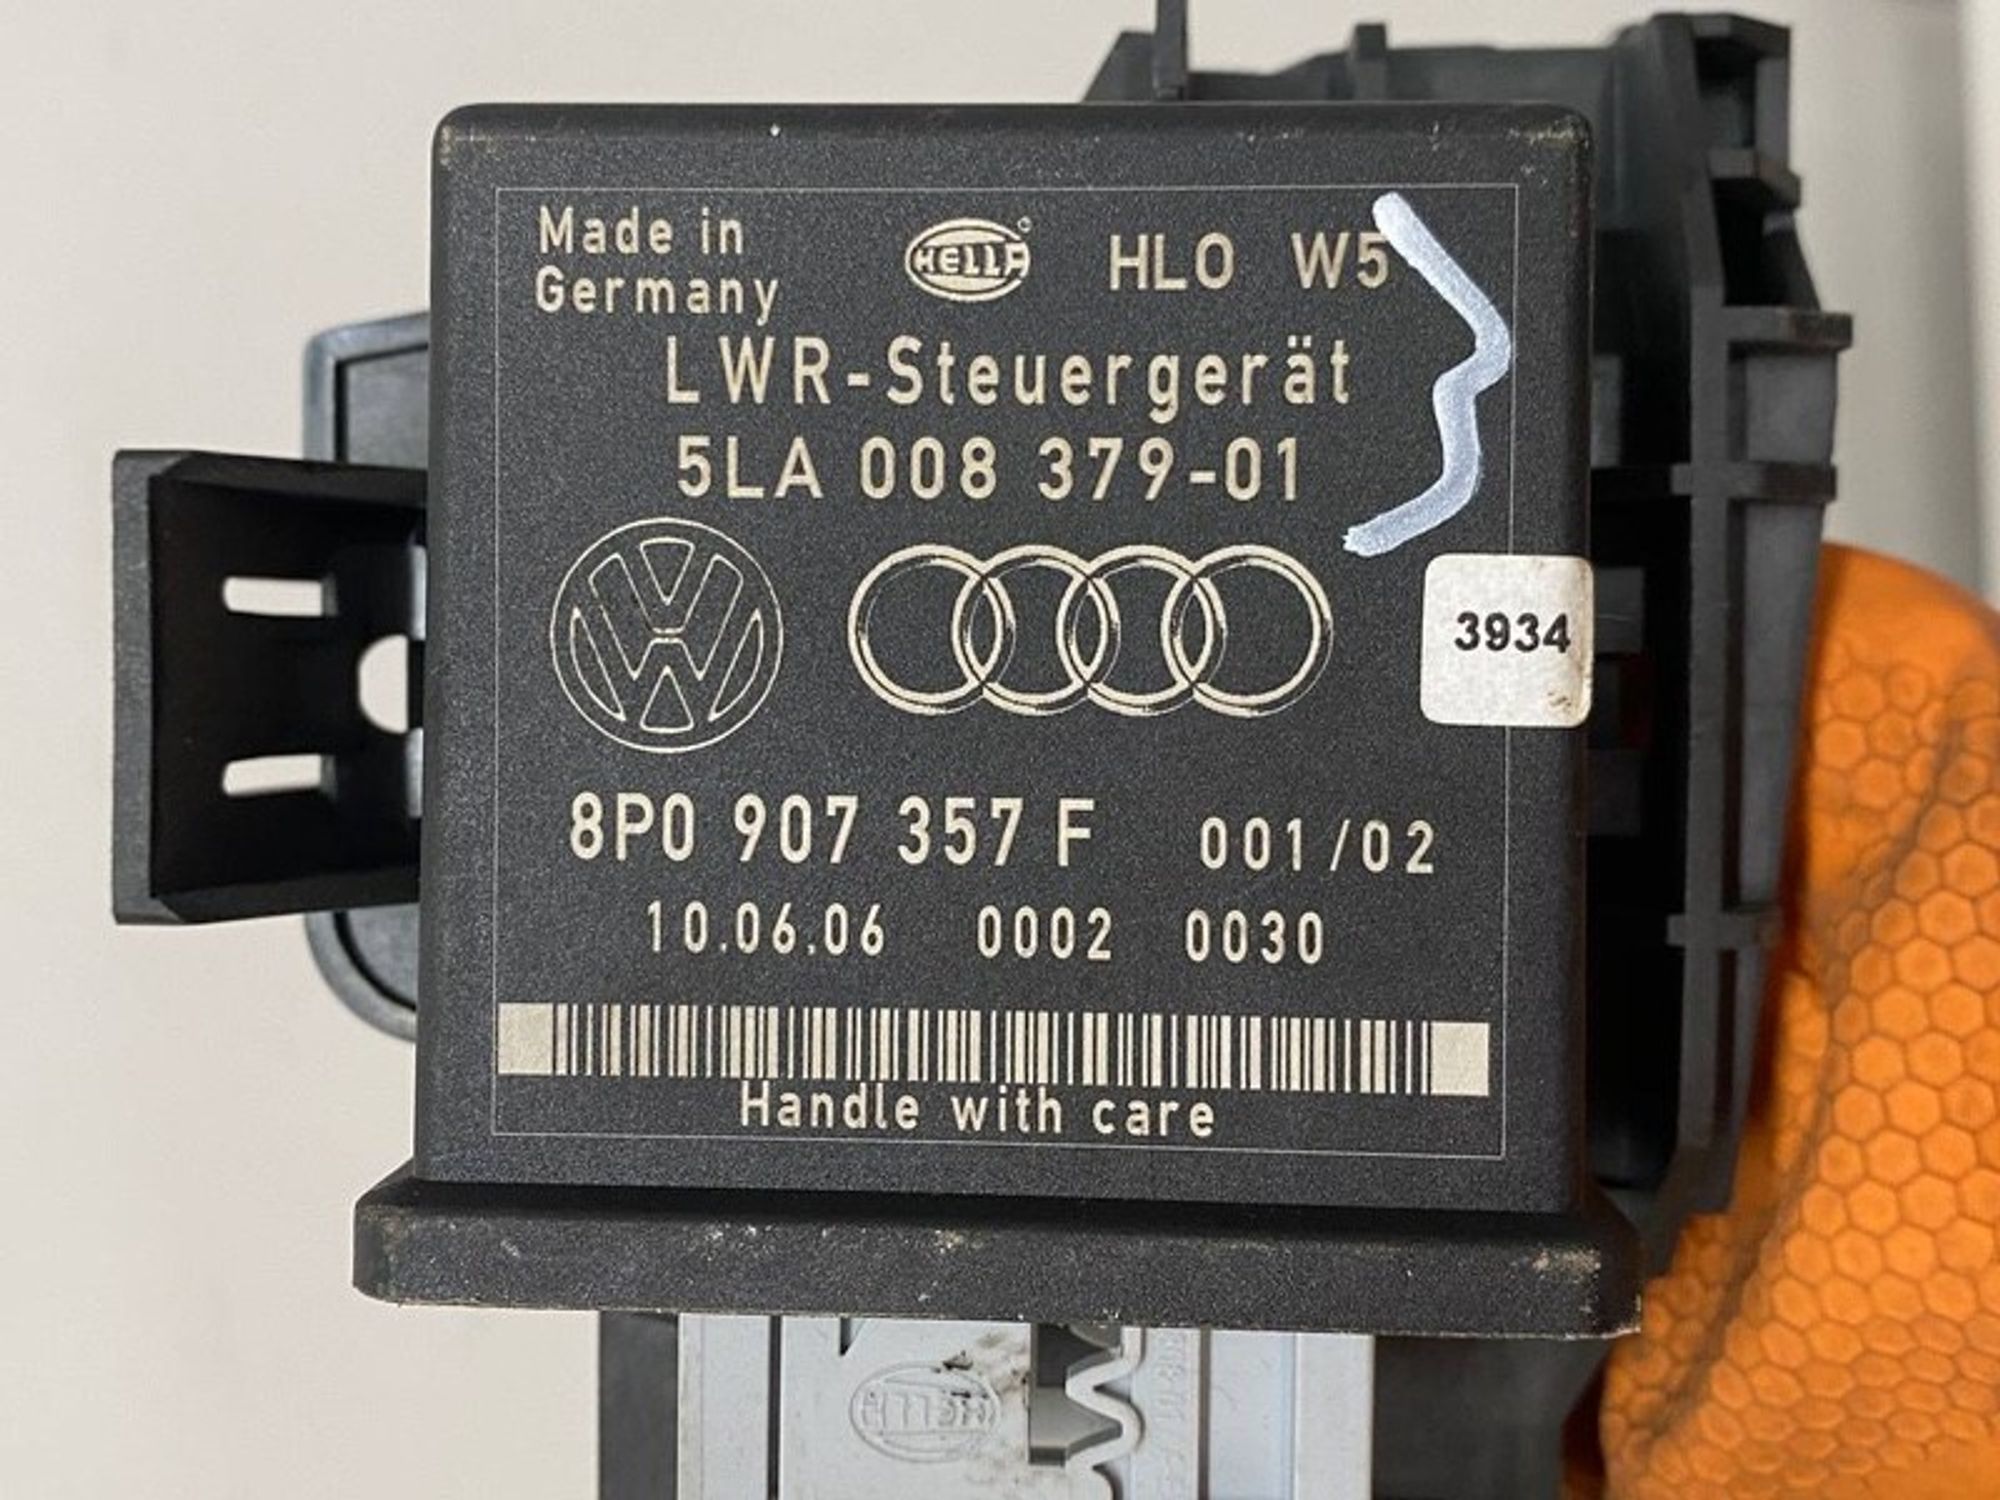 Made in
Germany
HELLA
HLO W5
LWR-Steuergerät
5LA 008 379-01
3934
8P0 907 357 F 001/02
10.06.06 0002 0030
Handle with care
HELLA